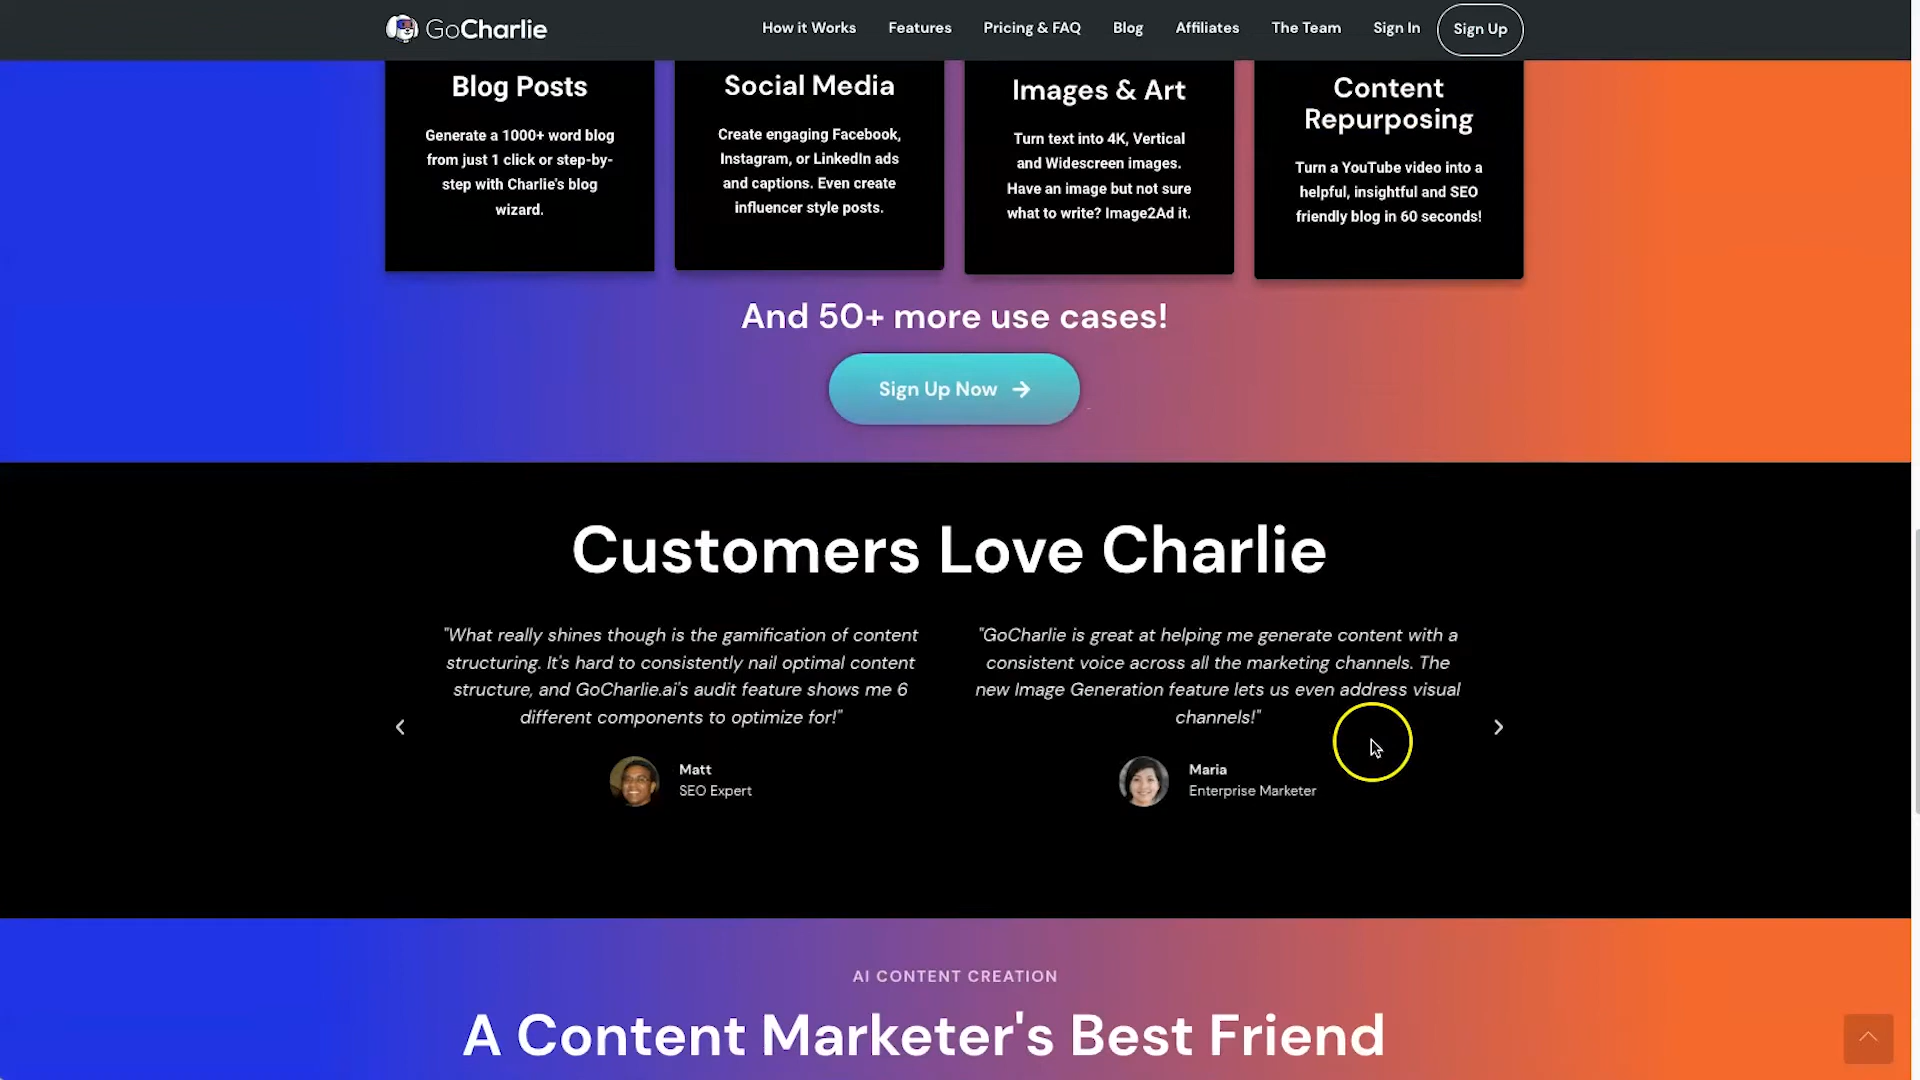 GoCharlie
How it Works
Features
Pricing & FAQ
Blog
Affiliates
The Team
Sign In
Sign Up
Blog Posts
Generate a 1000+ word blog
from just 1 click or step-by-
step with Charlie's blog
wizard.
Social Media
Create engaging Facebook,
Instagram, or LinkedIn ads
and captions. Even create
influencer style posts.
Images & Art
Turn text into 4K, Vertical
and Widescreen images.
Have an image but not sure
what to write? Image2Ad it.
Content
Repurposing
Turn a YouTube video into a
helpful, insightful and SEO
friendly blog in 60 seconds!
And 50+ more use cases!
Sign Up Now
Customers Love Charlie
"What really shines though is the gamification of content
structuring. It's hard to consistently nail optimal content
structure, and GoCharlie.ai's audit feature shows me 6
different components to optimize for!"
Matt
SEO Expert
"GoCharlie is great at helping me generate content with a
consistent voice across all the marketing channels. The
new Image Generation feature lets us even address visual
channels!"
Maria
Enterprise Marketer
AI CONTENT CREATION
A Content Marketer's Best Friend